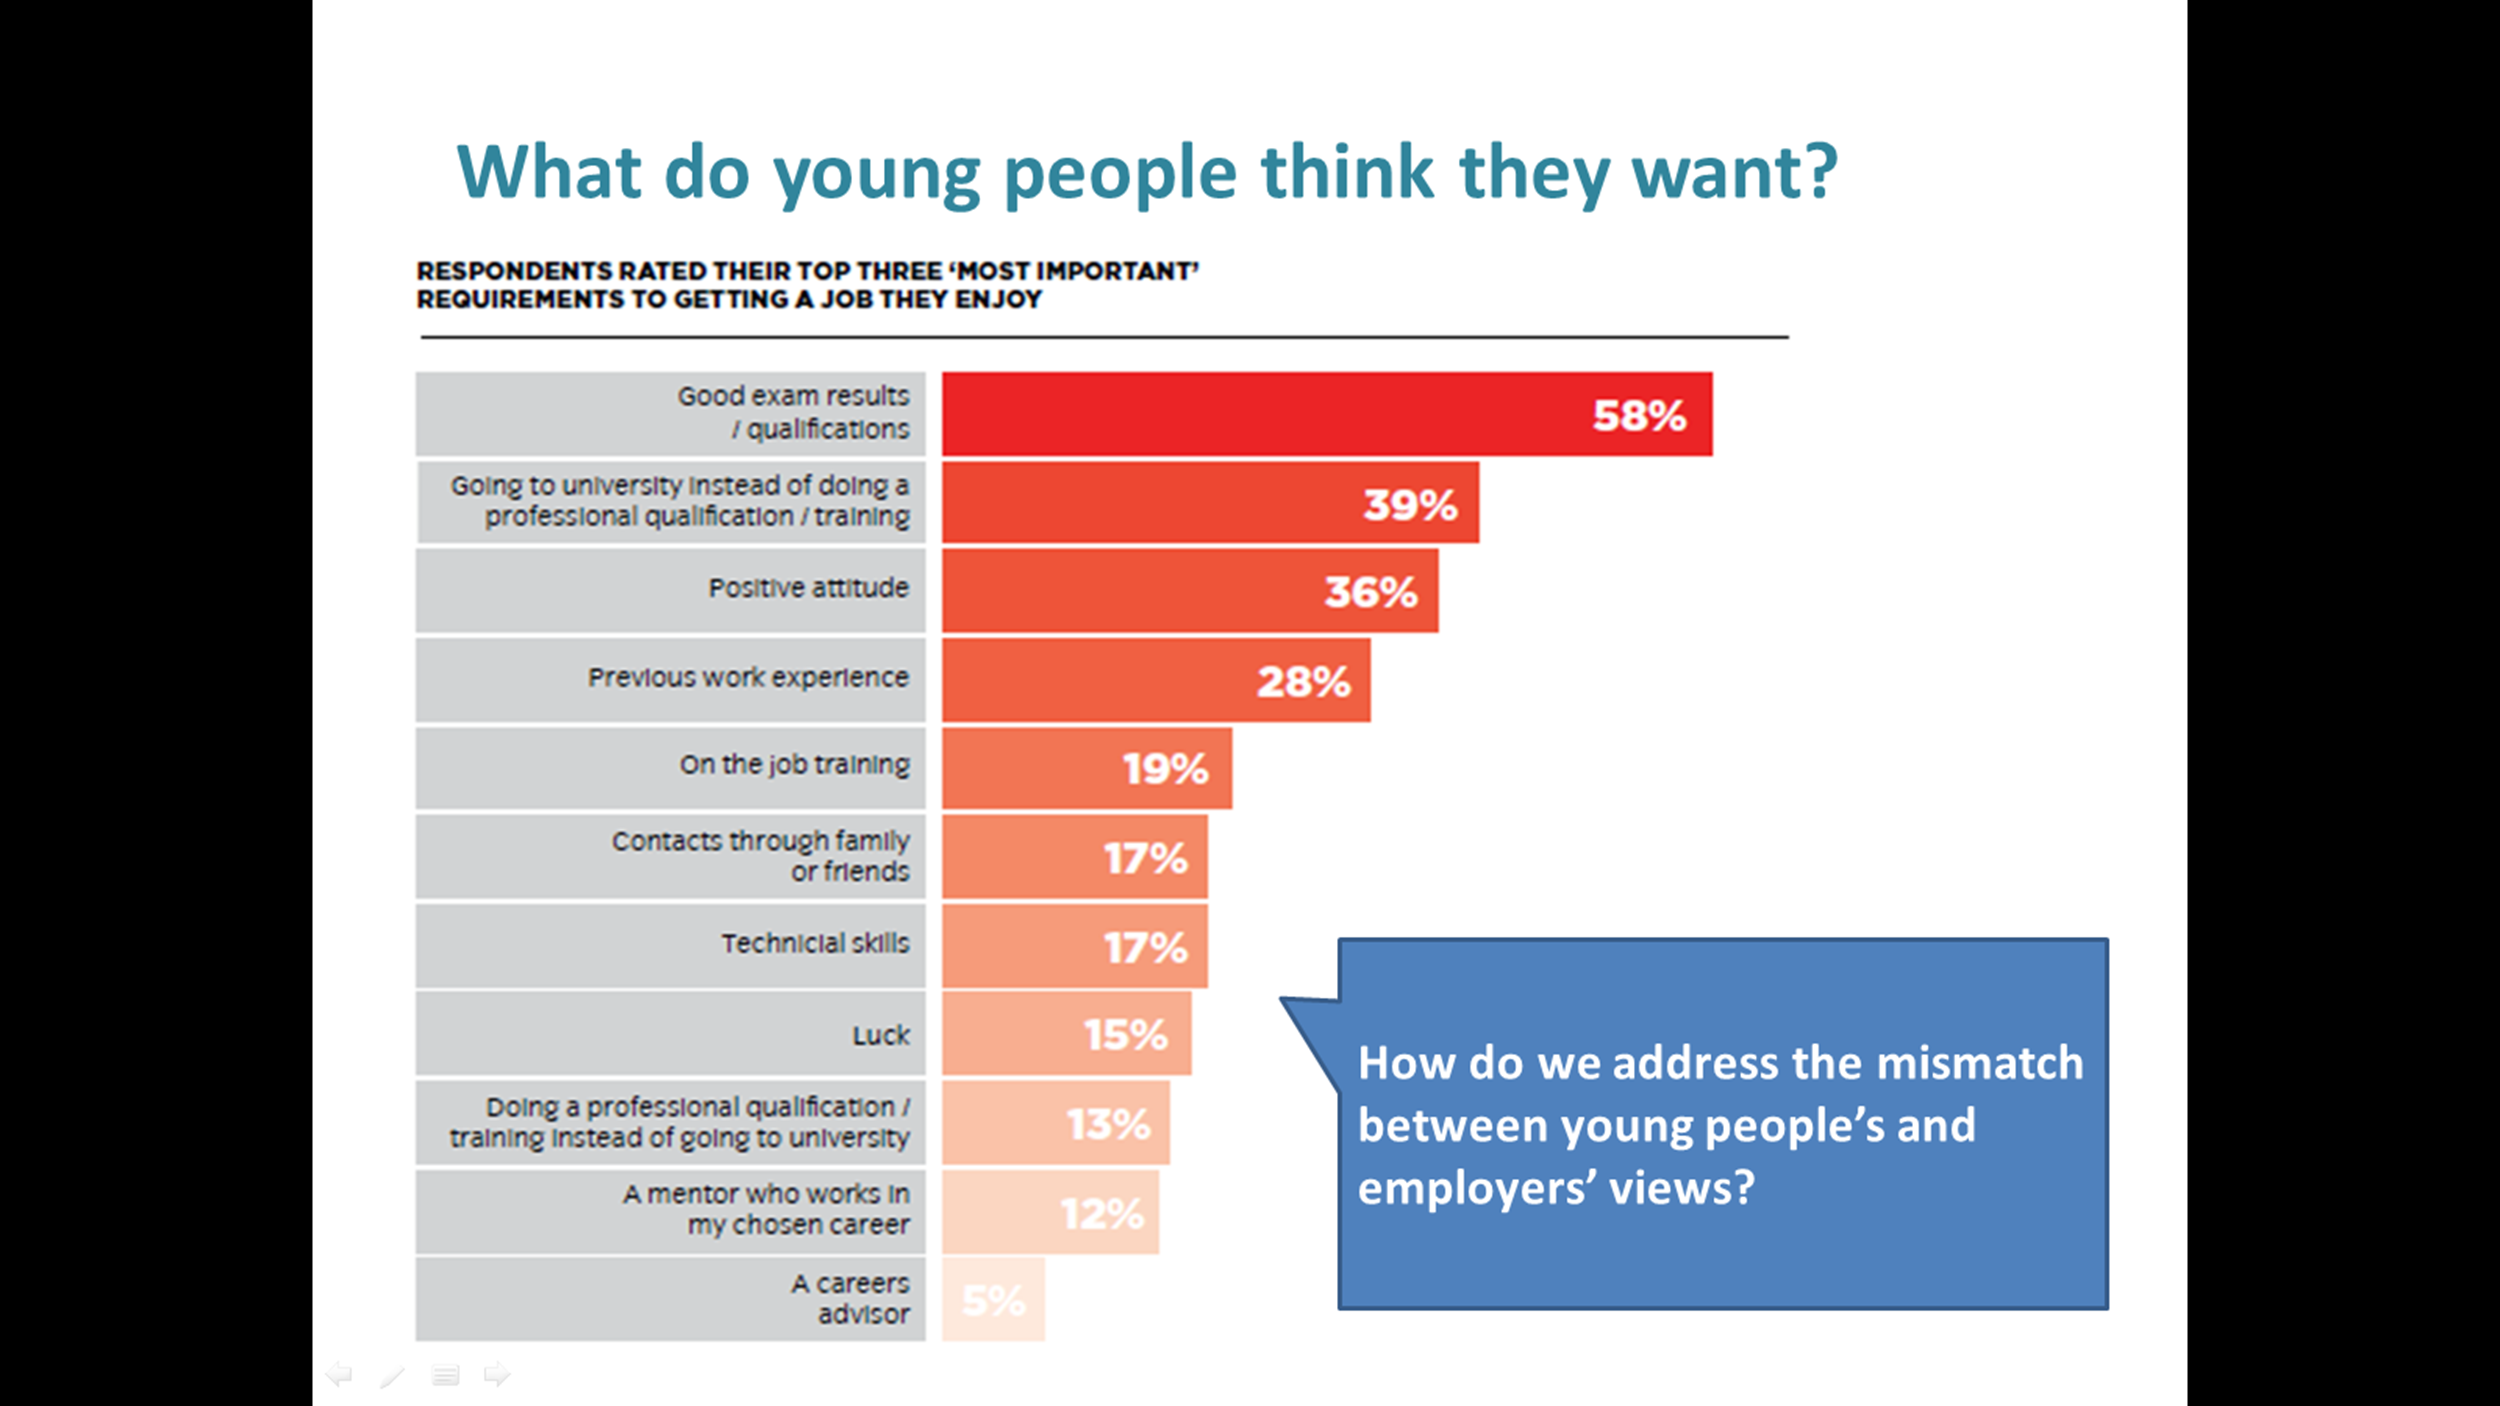 What do young people think they want?
RESPONDENTS RATED THEIR TOP THREE ‘MOST IMPORTANT’
REQUIREMENTS TO GETTING A JOB THEY ENJOY
Good exam results
/ qualifications
58%
Going to university instead of doing a
professional qualification / training
39%
Positive attitude
36%
Previous work experience
28%
On the job training
19%
Contacts through family
or friends
17%
Technicial skills
17%
Luck
15%
Doing a professional qualification /
training instead of going to university
13%
A mentor who works in
my chosen career
12%
A careers
advisor
5%
How do we address the mismatch
between young people’s and
employers’ views?